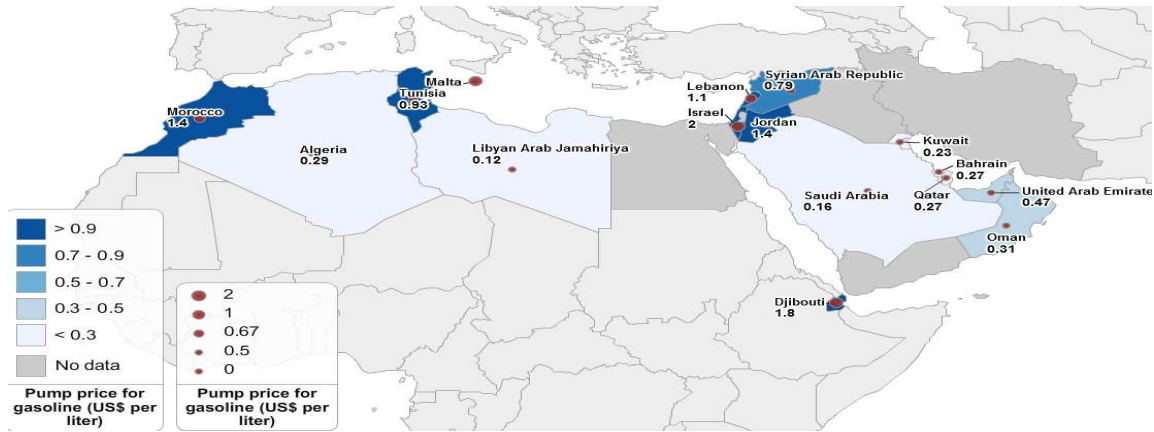 Malta
Tunisia
0.93
Morocco
1.4
Algeria
0.29
Libyan Arab Jamahiriya
0.12
Syrian Arab Republic
0.79
Lebanon
1.1
Israel
2
Jordan
1.4
Kuwait
0.23
Bahrain
0.27
Qatar
0.27
United Arab Emirate
0.47
Saudi Arabia
0.16
Oman
0.31
Djibouti
1.8
> 0.9
0.7 - 0.9
0.5 - 0.7
0.3 - 0.5
< 0.3
No data
Pump price for
gasoline (US$ per
liter)
2
1
0.67
0.5
0
Pump price for
gasoline (US$ per
liter)